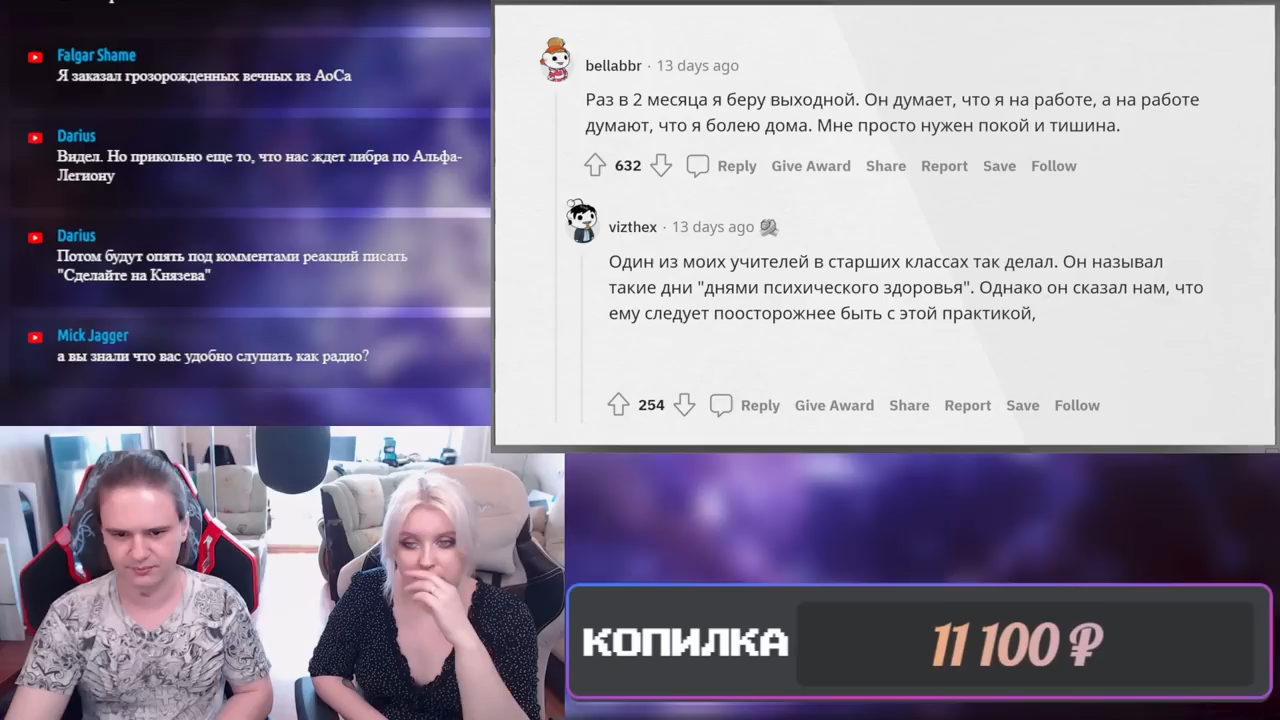 Falgar Shame
Я заказал грозорожденных вечных из АоСа
Darius
Видел. Но прикольно еще то, что нас ждет либра по Альфа-
Легиону
Darius
Потом будут опять под комментами реакций писать
"Сделайте на Князева"
Mick Jagger
а вы знали что вас удобно слушать как радио?
bellabbr · 13 days ago
Раз в 2 месяца я беру выходной. Он думает, что я на работе, а на работе
думают, что я болею дома. Мне просто нужен покой и тишина.
632 Reply Give Award Share Report Save Follow
vizthex · 13 days ago
Один из моих учителей в старших классах так делал. Он называл
такие дни "днями психического здоровья". Однако он сказал нам, что
ему следует поосторожнее быть с этой практикой,
254 Reply Give Award Share Report Save Follow
КОПИЛКА
11 100 ₽